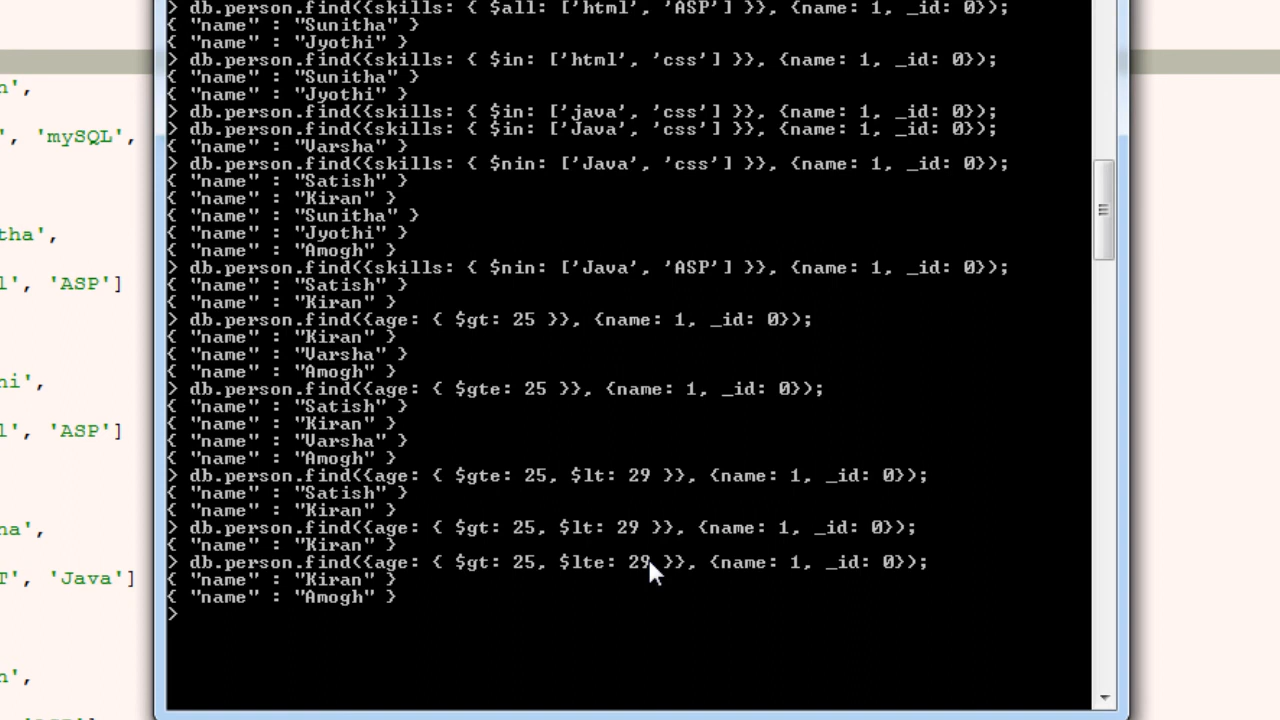 > db.person.find({skills: { $all: ['html', 'ASP'] }}, {name: 1, _id: 0});
{ "name" : "Sunitha" }
{ "name" : "Jyothi" }
> db.person.find({skills: { $in: ['html', 'css'] }}, {name: 1, _id: 0});
{ "name" : "Sunitha" }
{ "name" : "Jyothi" }
> db.person.find({skills: { $in: ['java', 'css'] }}, {name: 1, _id: 0});
> db.person.find({skills: { $in: ['Java', 'css'] }}, {name: 1, _id: 0});
{ "name" : "Varsha" }
> db.person.find({skills: { $nin: ['Java', 'css'] }}, {name: 1, _id: 0});
{ "name" : "Satish" }
{ "name" : "Kiran" }
{ "name" : "Sunitha" }
{ "name" : "Jyothi" }
{ "name" : "Amogh" }
> db.person.find({skills: { $nin: ['Java', 'ASP'] }}, {name: 1, _id: 0});
{ "name" : "Satish" }
{ "name" : "Kiran" }
> db.person.find({age: { $gt: 25 }}, {name: 1, _id: 0});
{ "name" : "Kiran" }
{ "name" : "Varsha" }
{ "name" : "Amogh" }
> db.person.find({age: { $gte: 25 }}, {name: 1, _id: 0});
{ "name" : "Satish" }
{ "name" : "Kiran" }
{ "name" : "Varsha" }
{ "name" : "Amogh" }
> db.person.find({age: { $gte: 25, $lt: 29 }}, {name: 1, _id: 0});
{ "name" : "Satish" }
{ "name" : "Kiran" }
> db.person.find({age: { $gt: 25, $lt: 29 }}, {name: 1, _id: 0});
{ "name" : "Kiran" }
> db.person.find({age: { $gt: 25, $lte: 29 }}, {name: 1, _id: 0});
{ "name" : "Kiran" }
{ "name" : "Amogh" }
>
n',
', 'mySQL',
tha',
l', 'ASP']
hi',
l', 'ASP']
ha',
T', 'Java']
n',